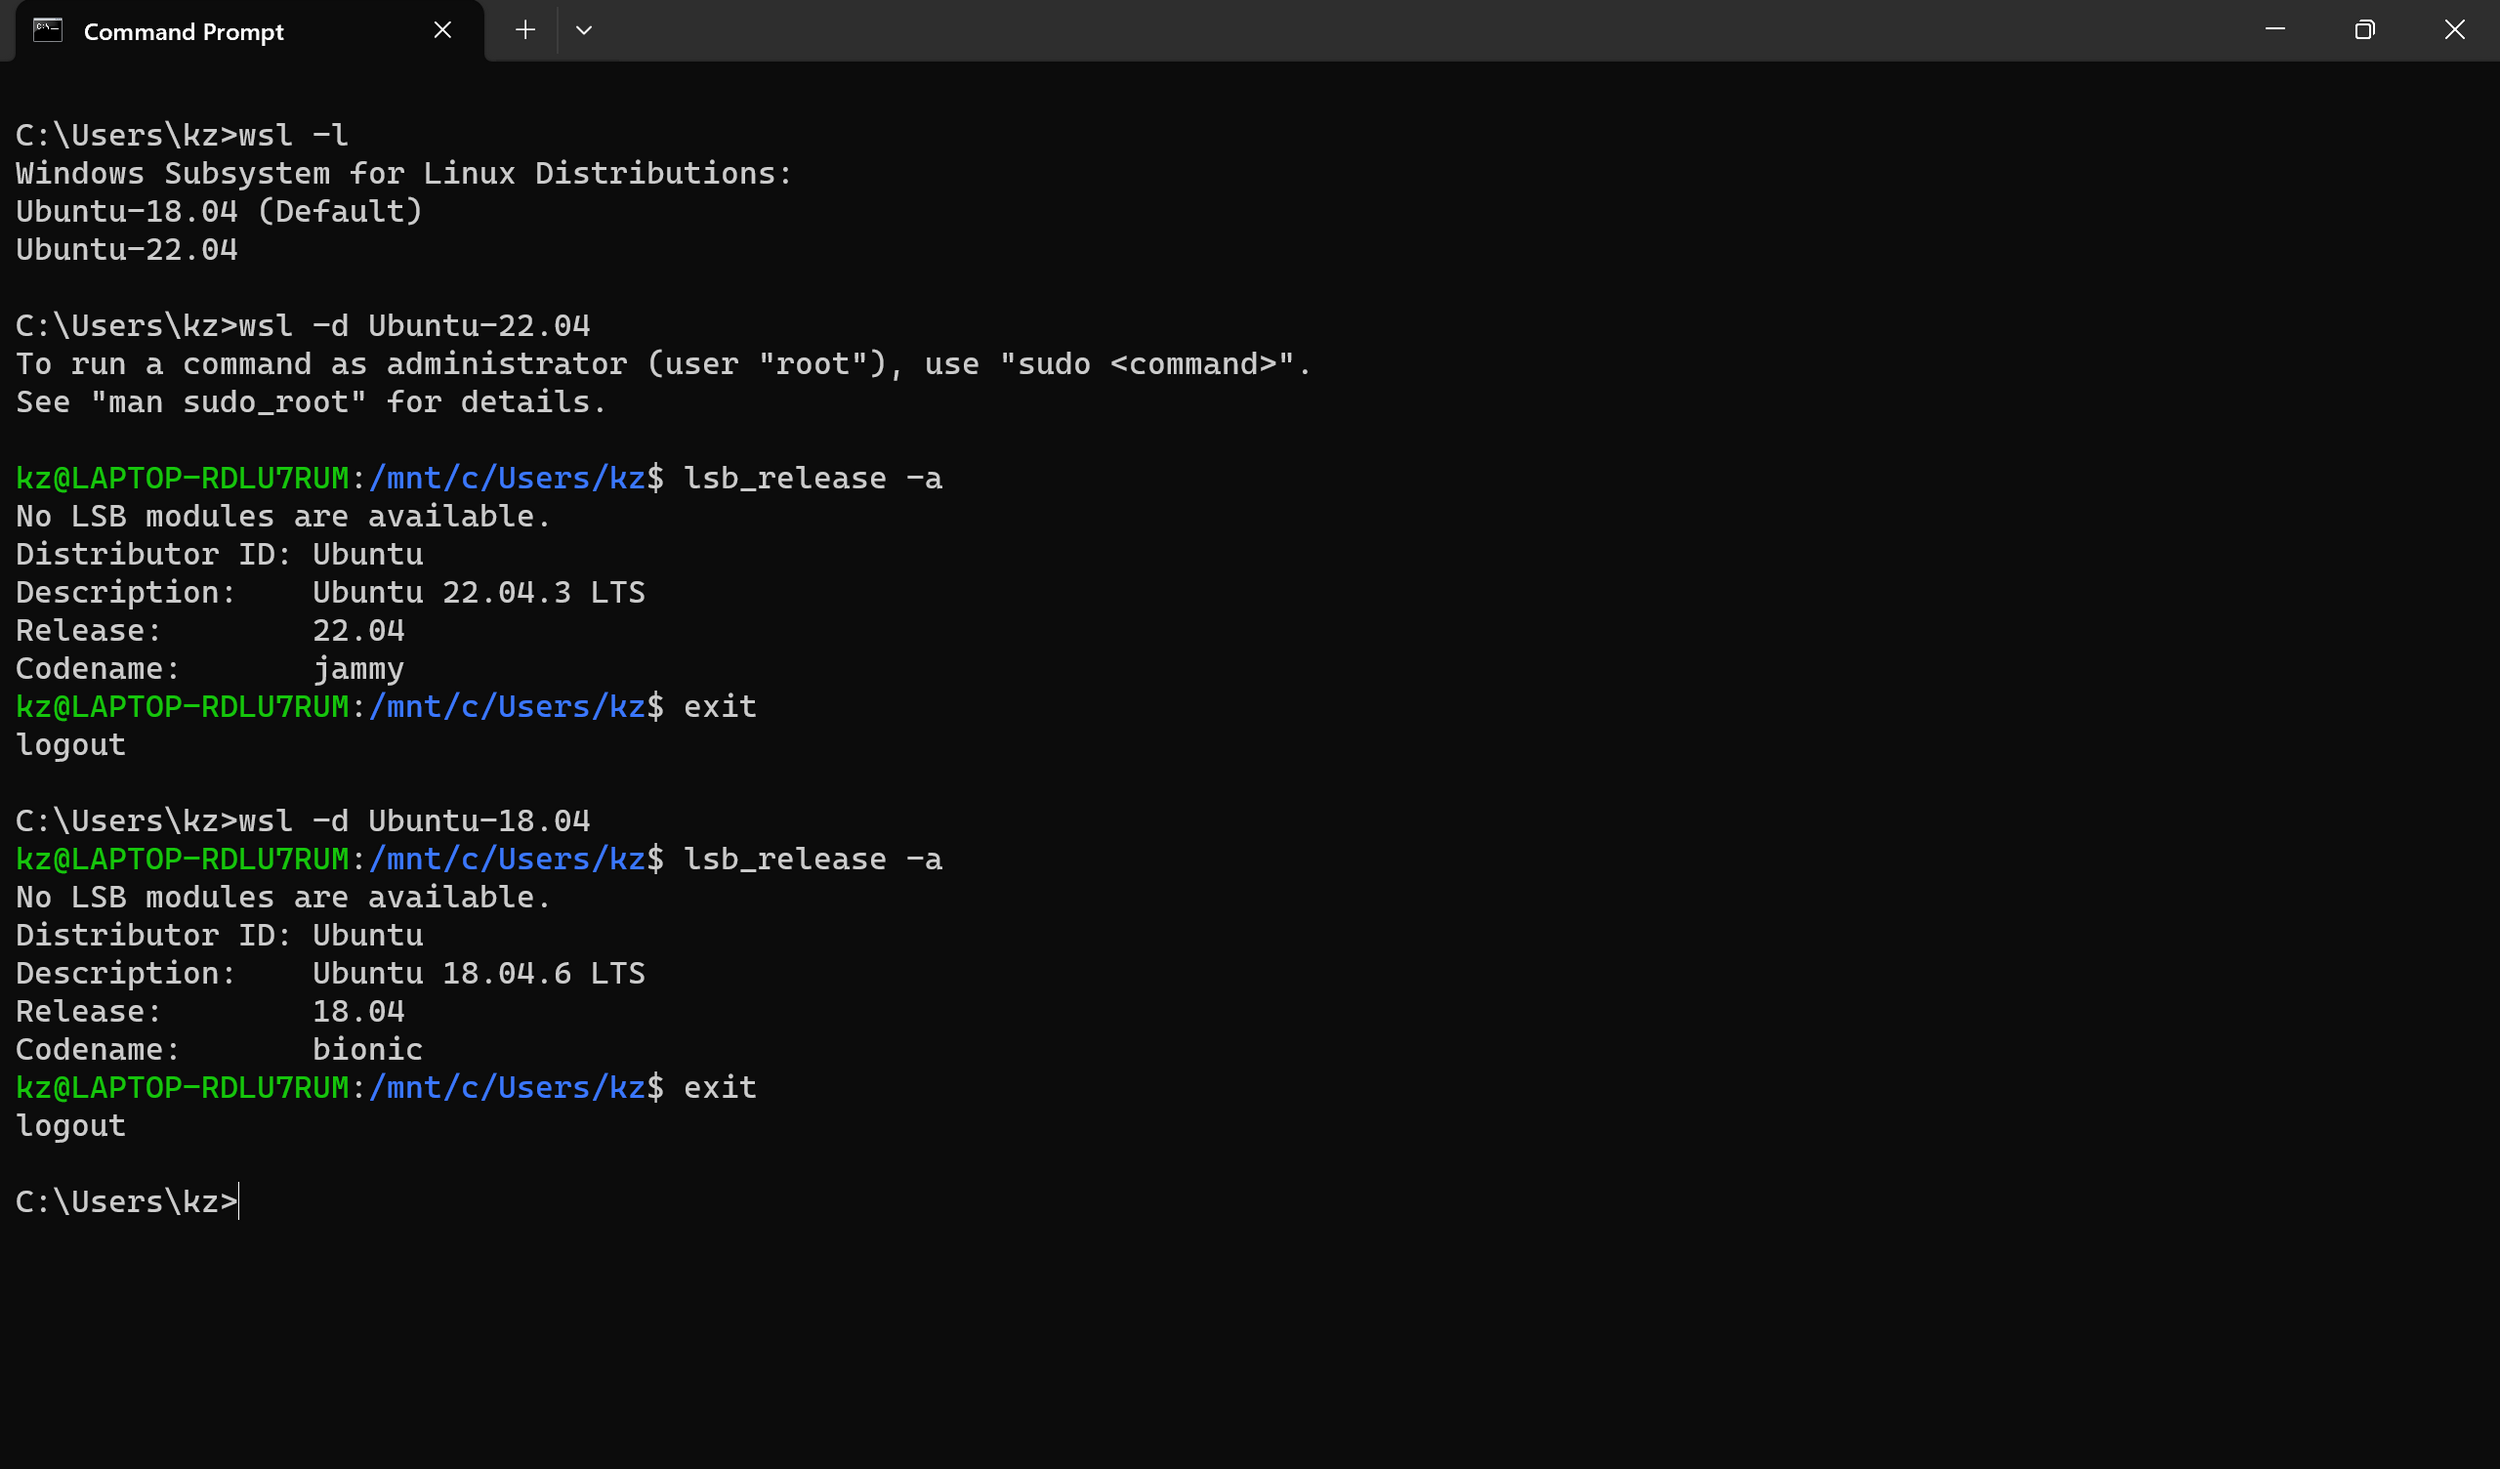 Command Prompt
C:\Users\kz>wsl -l
Windows Subsystem for Linux Distributions:
Ubuntu-18.04 (Default)
Ubuntu-22.04
C:\Users\kz>wsl -d Ubuntu-22.04
To run a command as administrator (user "root"), use "sudo <command>".
See "man sudo_root" for details.
kz@LAPTOP-RDLU7RUM:/mnt/c/Users/kz$ lsb_release -a
No LSB modules are available.
Distributor ID: Ubuntu
Description:    Ubuntu 22.04.3 LTS
Release:        22.04
Codename:       jammy
kz@LAPTOP-RDLU7RUM:/mnt/c/Users/kz$ exit
logout
C:\Users\kz>wsl -d Ubuntu-18.04
kz@LAPTOP-RDLU7RUM:/mnt/c/Users/kz$ lsb_release -a
No LSB modules are available.
Distributor ID: Ubuntu
Description:    Ubuntu 18.04.6 LTS
Release:        18.04
Codename:       bionic
kz@LAPTOP-RDLU7RUM:/mnt/c/Users/kz$ exit
logout
C:\Users\kz>